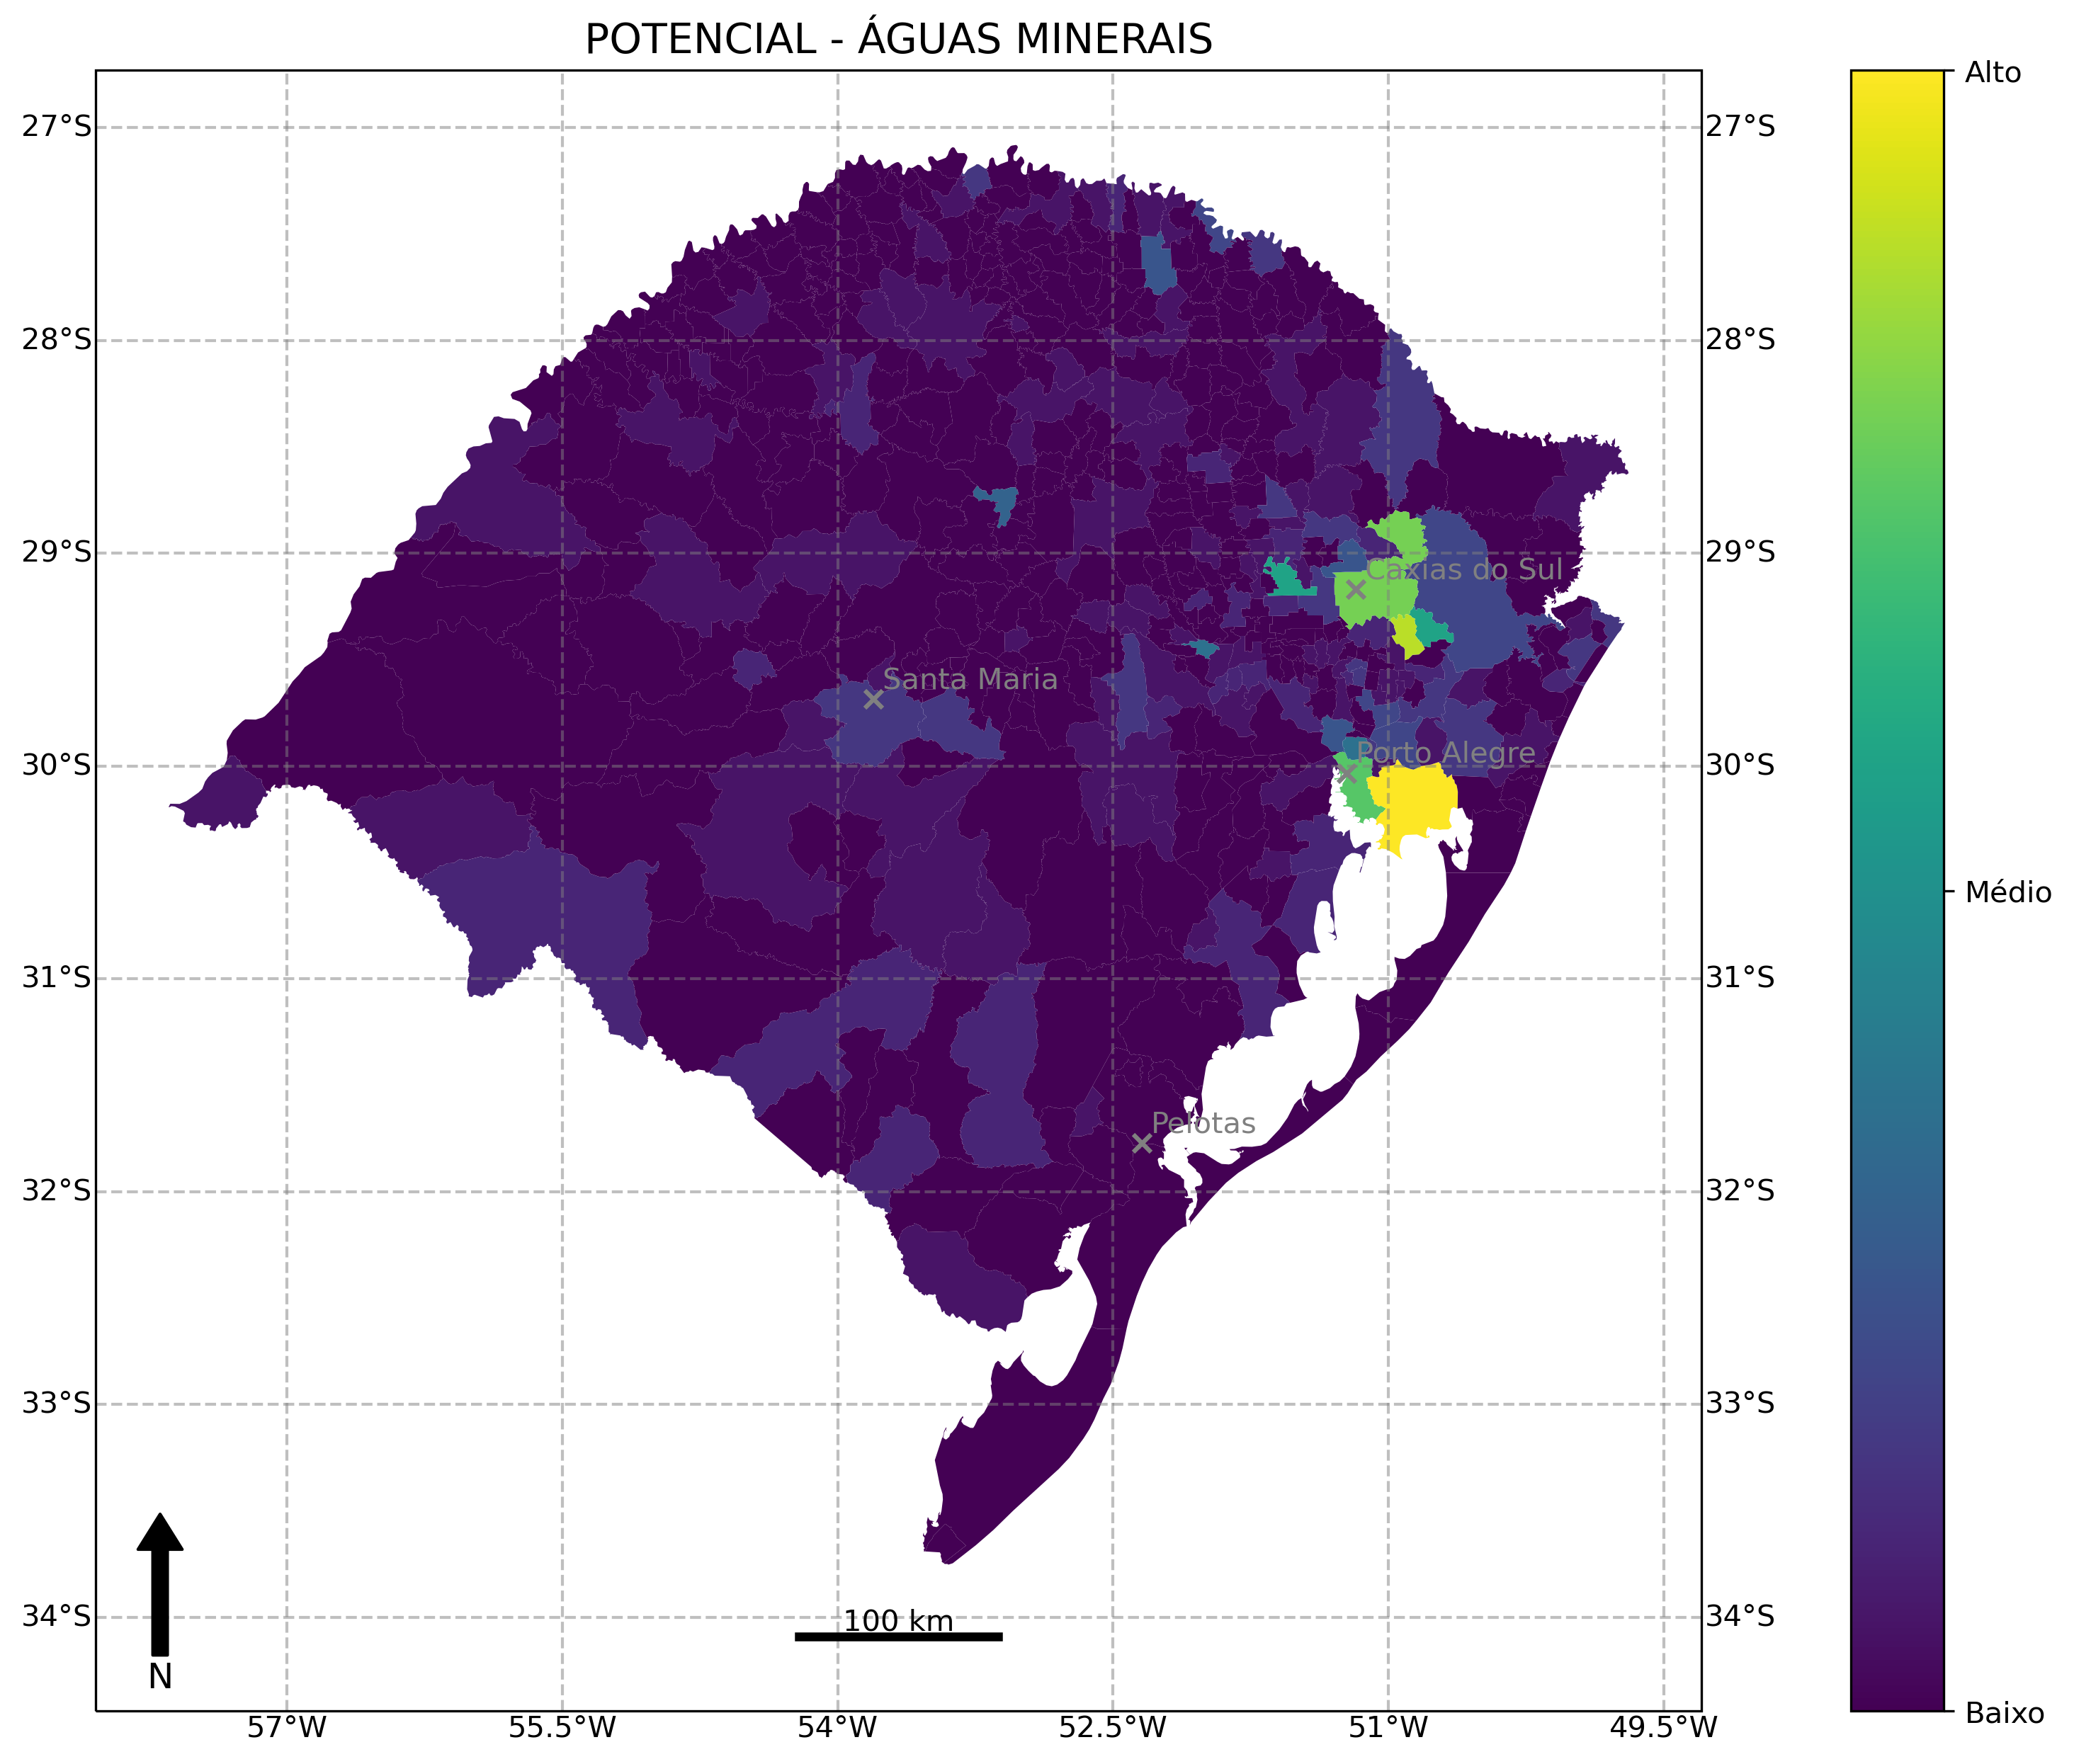 POTENCIAL - ÁGUAS MINERAIS
Alto
27°S
27°S
28°S
28°S
29°S
29°S
Caxias do Sul
Santa Maria
Porto Alegre
30°S
30°S
Médio
31°S
31°S
Pelotas
32°S
32°S
33°S
33°S
34°S
34°S
100 km
N
Baixo
57°W
55.5°W
54°W
52.5°W
51°W
49.5°W